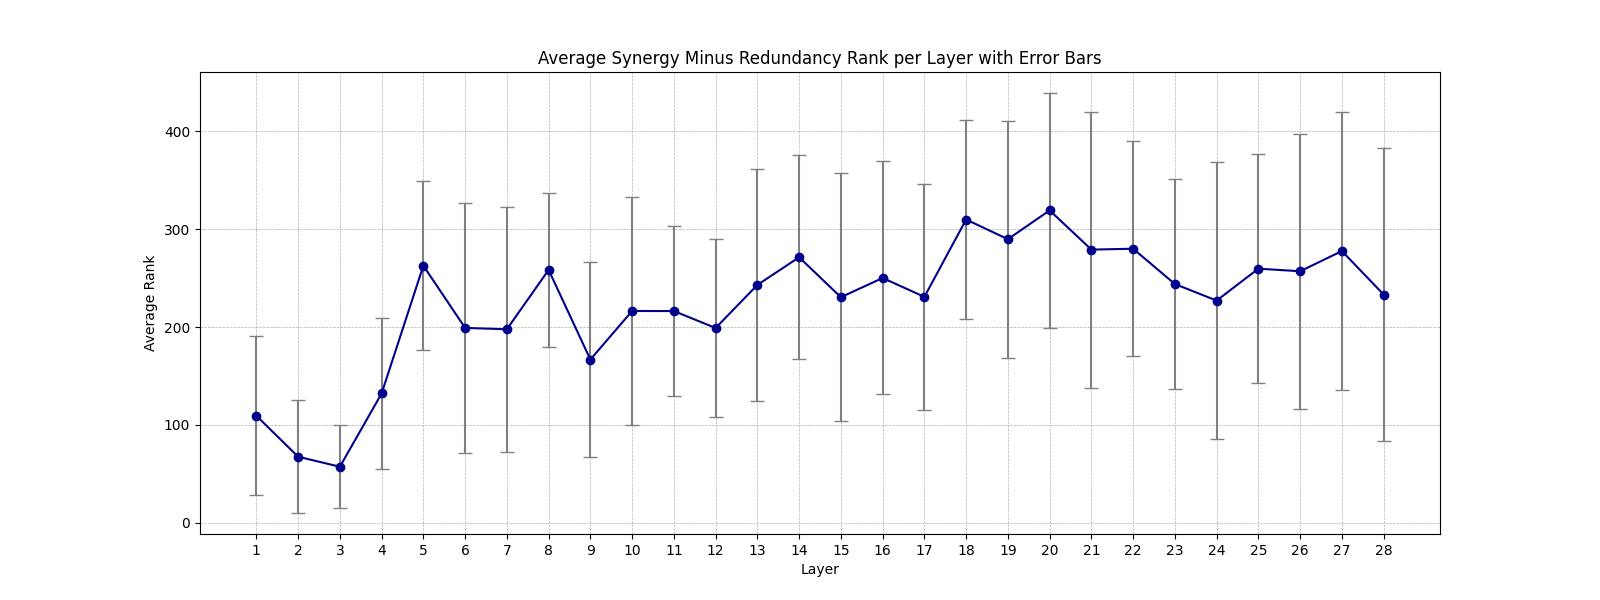 Average Synergy Minus Redundancy Rank per Layer with Error Bars
400
300
200
100
0
Average Rank
1 2 3 4 5 6 7 8 9 10 11 12 13 14 15 16 17 18 19 20 21 22 23 24 25 26 27 28
Layer